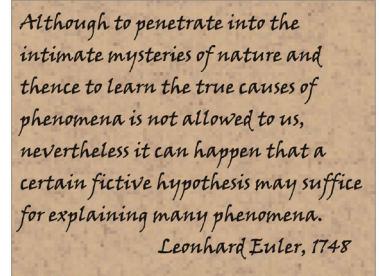 Although to penetrate into the
intimate mysteries of nature and
thence to learn the true causes of
phenomena is not allowed to us,
nevertheless it can happen that a
certain fictive hypothesis may suffice
for explaining many phenomena.
Leonhard Euler, 1748